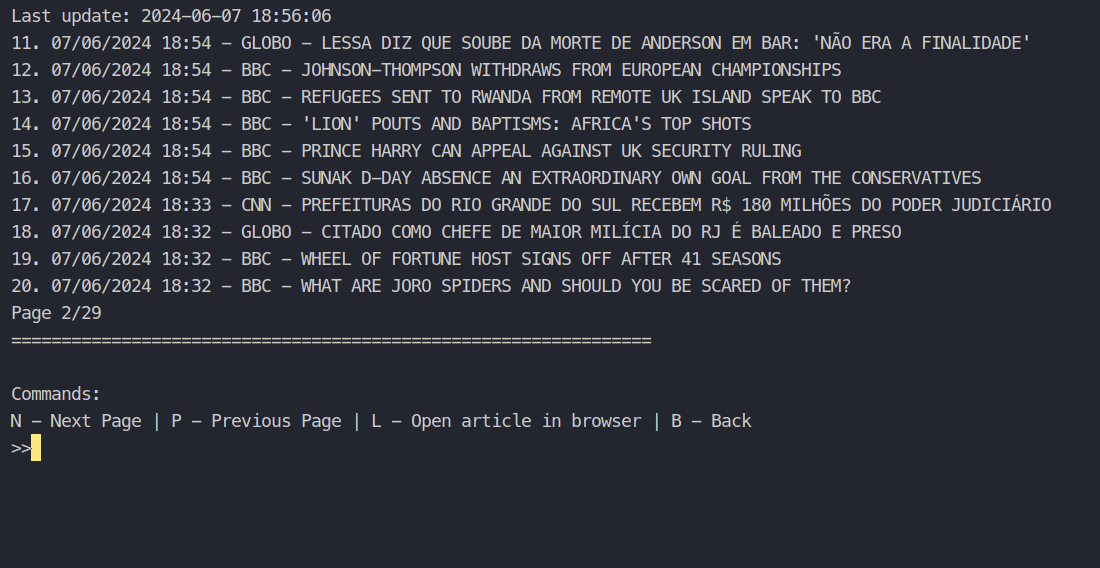 Last update: 2024-06-07 18:56:06
11. 07/06/2024 18:54 - GLOBO - LESSA DIZ QUE SOUBE DA MORTE DE ANDERSON EM BAR: 'NÃO ERA A FINALIDADE'
12. 07/06/2024 18:54 - BBC - JOHNSON-THOMPSON WITHDRAWS FROM EUROPEAN CHAMPIONSHIPS
13. 07/06/2024 18:54 - BBC - REFUGEES SENT TO RWANDA FROM REMOTE UK ISLAND SPEAK TO BBC
14. 07/06/2024 18:54 - BBC - 'LION' POUTS AND BAPTISMS: AFRICA'S TOP SHOTS
15. 07/06/2024 18:54 - BBC - PRINCE HARRY CAN APPEAL AGAINST UK SECURITY RULING
16. 07/06/2024 18:54 - BBC - SUNAK D-DAY ABSENCE AN EXTRAORDINARY OWN GOAL FROM THE CONSERVATIVES
17. 07/06/2024 18:33 - CNN - PREFEITURAS DO RIO GRANDE DO SUL RECEBEM R$ 180 MILHÕES DO PODER JUDICIÁRIO
18. 07/06/2024 18:32 - GLOBO - CITADO COMO CHEFE DE MAIOR MILÍCIA DO RJ É BALEADO E PRESO
19. 07/06/2024 18:32 - BBC - WHEEL OF FORTUNE HOST SIGNS OFF AFTER 41 SEASONS
20. 07/06/2024 18:32 - BBC - WHAT ARE JORO SPIDERS AND SHOULD YOU BE SCARED OF THEM?
Page 2/29
================================================================
Commands:
N - Next Page | P - Previous Page | L - Open article in browser | B - Back
>>